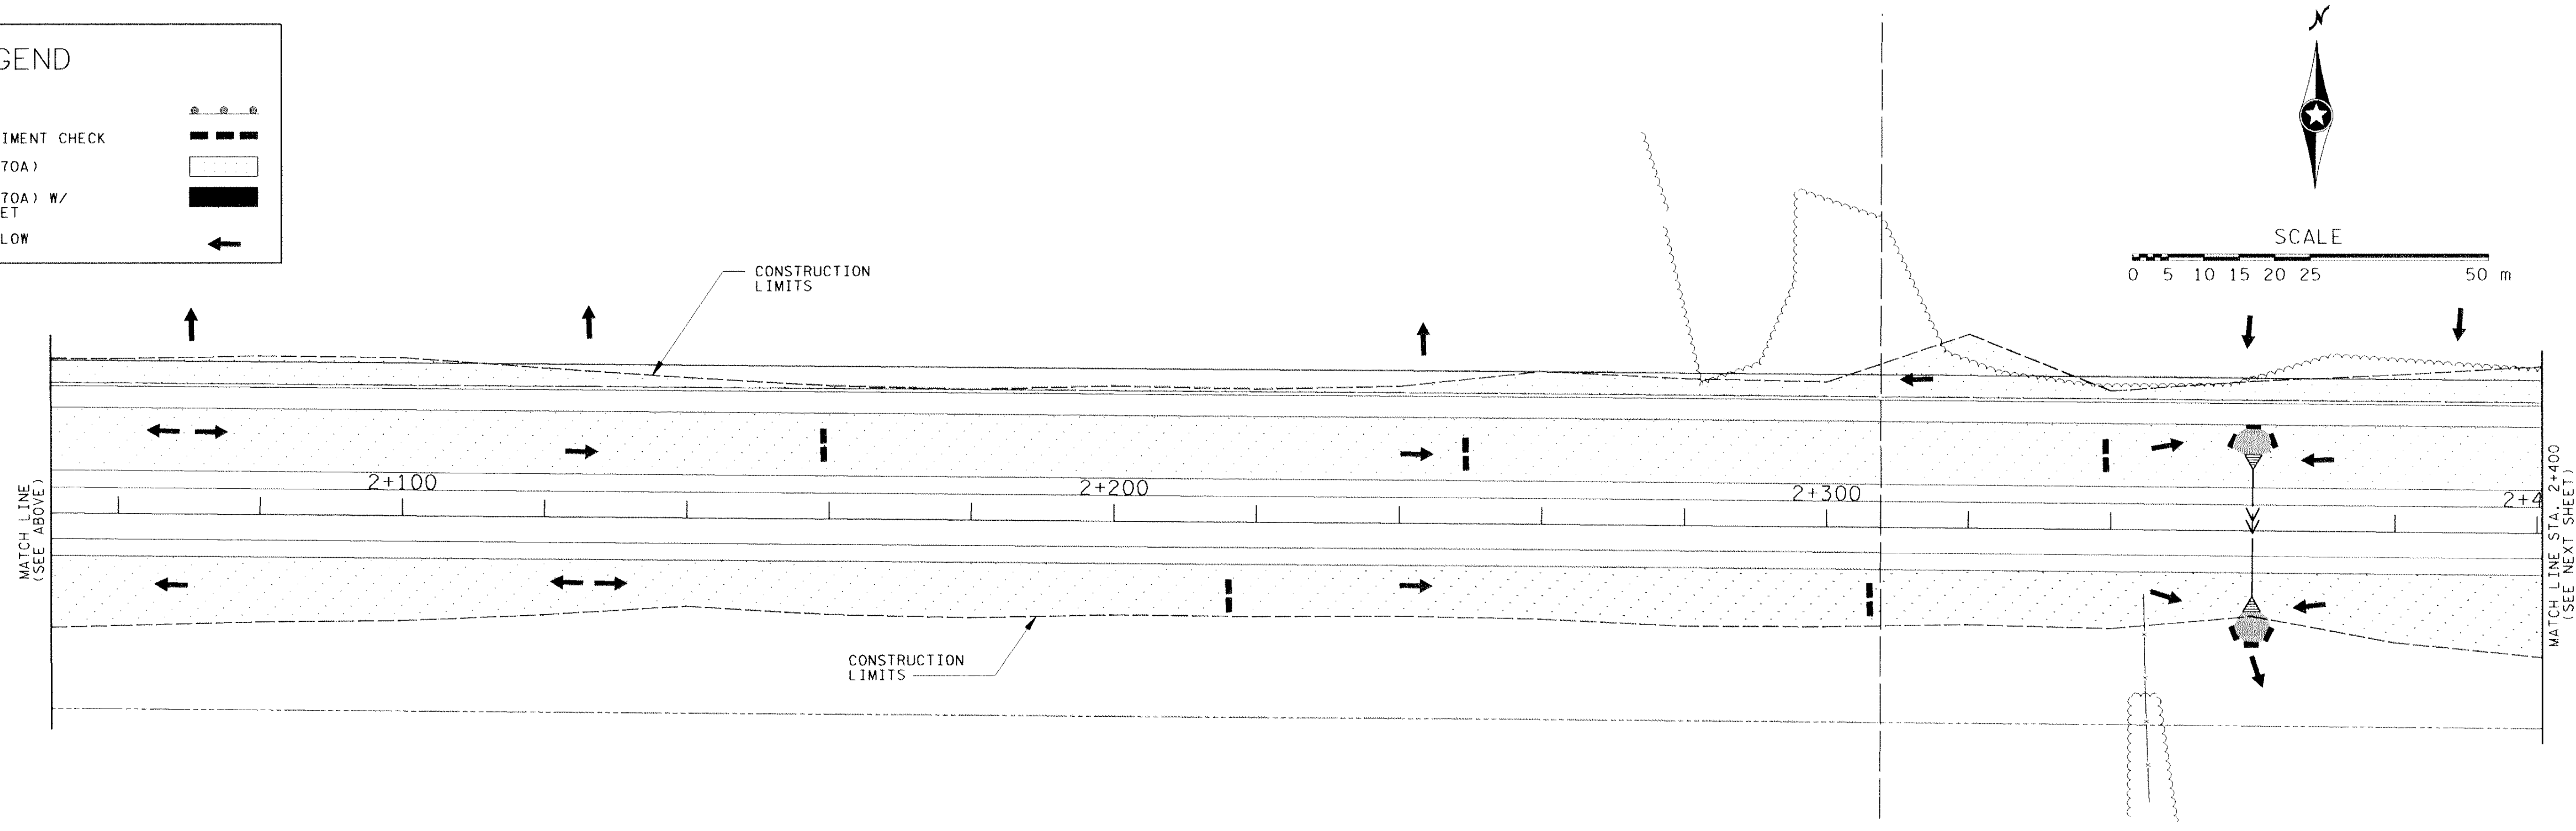 GEND
IMENT CHECK
70A)
70A) W/
ET
LOW
N
SCALE
0 5 10 15 20 25 50 m
CONSTRUCTION
LIMITS
MATCH LINE
(SEE ABOVE)
2+100
2+200
2+300
2+4
MATCH LINE STA. 2+400
(SEE NEXT SHEET)
CONSTRUCTION
LIMITS